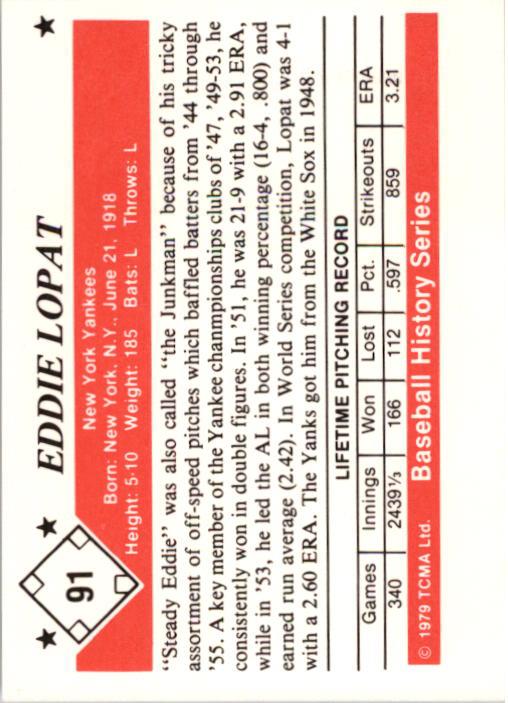 91
EDDIE LOPAT
New York Yankees
Born: New York, N.Y., June 21, 1918
Height: 5-10 Weight: 185 Bats: L Throws: L
“Steady Eddie” was also called “the Junkman” because of his tricky
assortment of off-speed pitches which baffled batters from ’44 through
’55. A key member of the Yankee chanmpionships clubs of ’47, ’49-53, he
consistently won in double figures. In ’51, he was 21-9 with a 2.91 ERA,
while in ’53, he led the AL in both winning percentage (16-4, .800) and
earned run average (2.42). In World Series competition, Lopat was 4-1
with a 2.60 ERA. The Yanks got him from the White Sox in 1948.
LIFETIME PITCHING RECORD
Games Innings Won Lost Pct. Strikeouts ERA
340 2439⅓ 166 112 .597 859 3.21
© 1979 TCMA Ltd. Baseball History Series